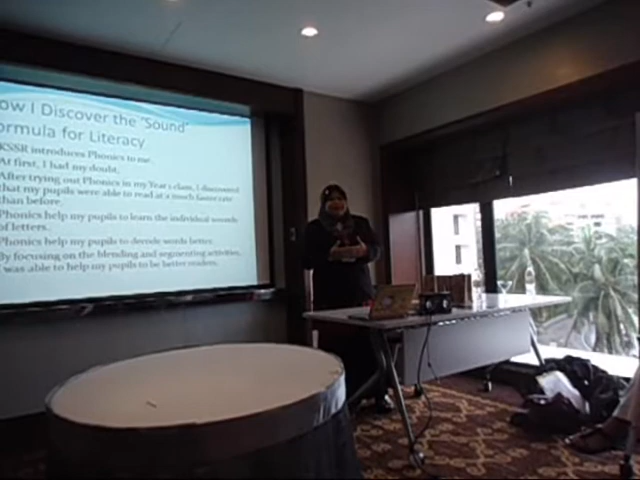 ow I Discover the 'Sound'
ormula for Literacy
KSSR introduces Phonics to me.
At first, I had my doubt.
After trying out Phonics in my Year 1 class, I discovered
that my pupils were able to read at a much faster rate
than before.
Phonics help my pupils to learn the individual sounds
of letters.
Phonics help my pupils to decode words better.
By focusing on the blending and segmenting activities,
I was able to help my pupils to be better readers.